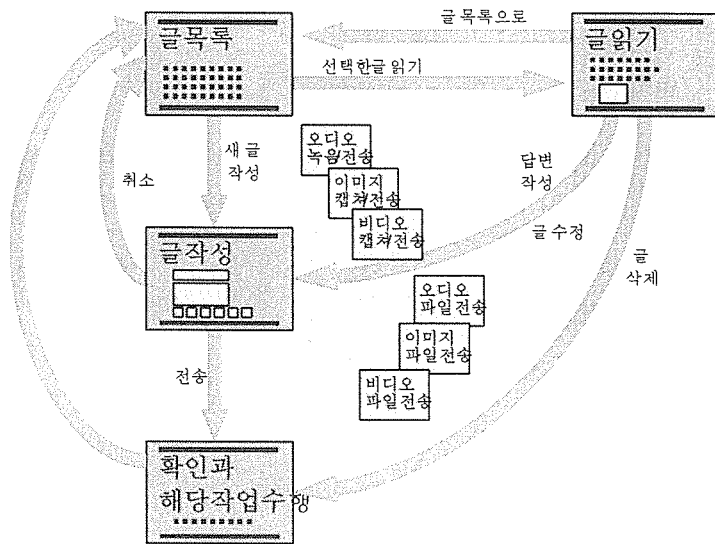 글목록
글목록으로
글읽기
선택한글 읽기
새 글
작성
취소
오디오
녹음/전송
이미지
캡쳐/전송
비디오
캡쳐/전송
답변
작성
글 수정
글
삭제
글작성
오디오
파일전송
이미지
파일전송
비디오
파일전송
전송
확인과
해당작업수행